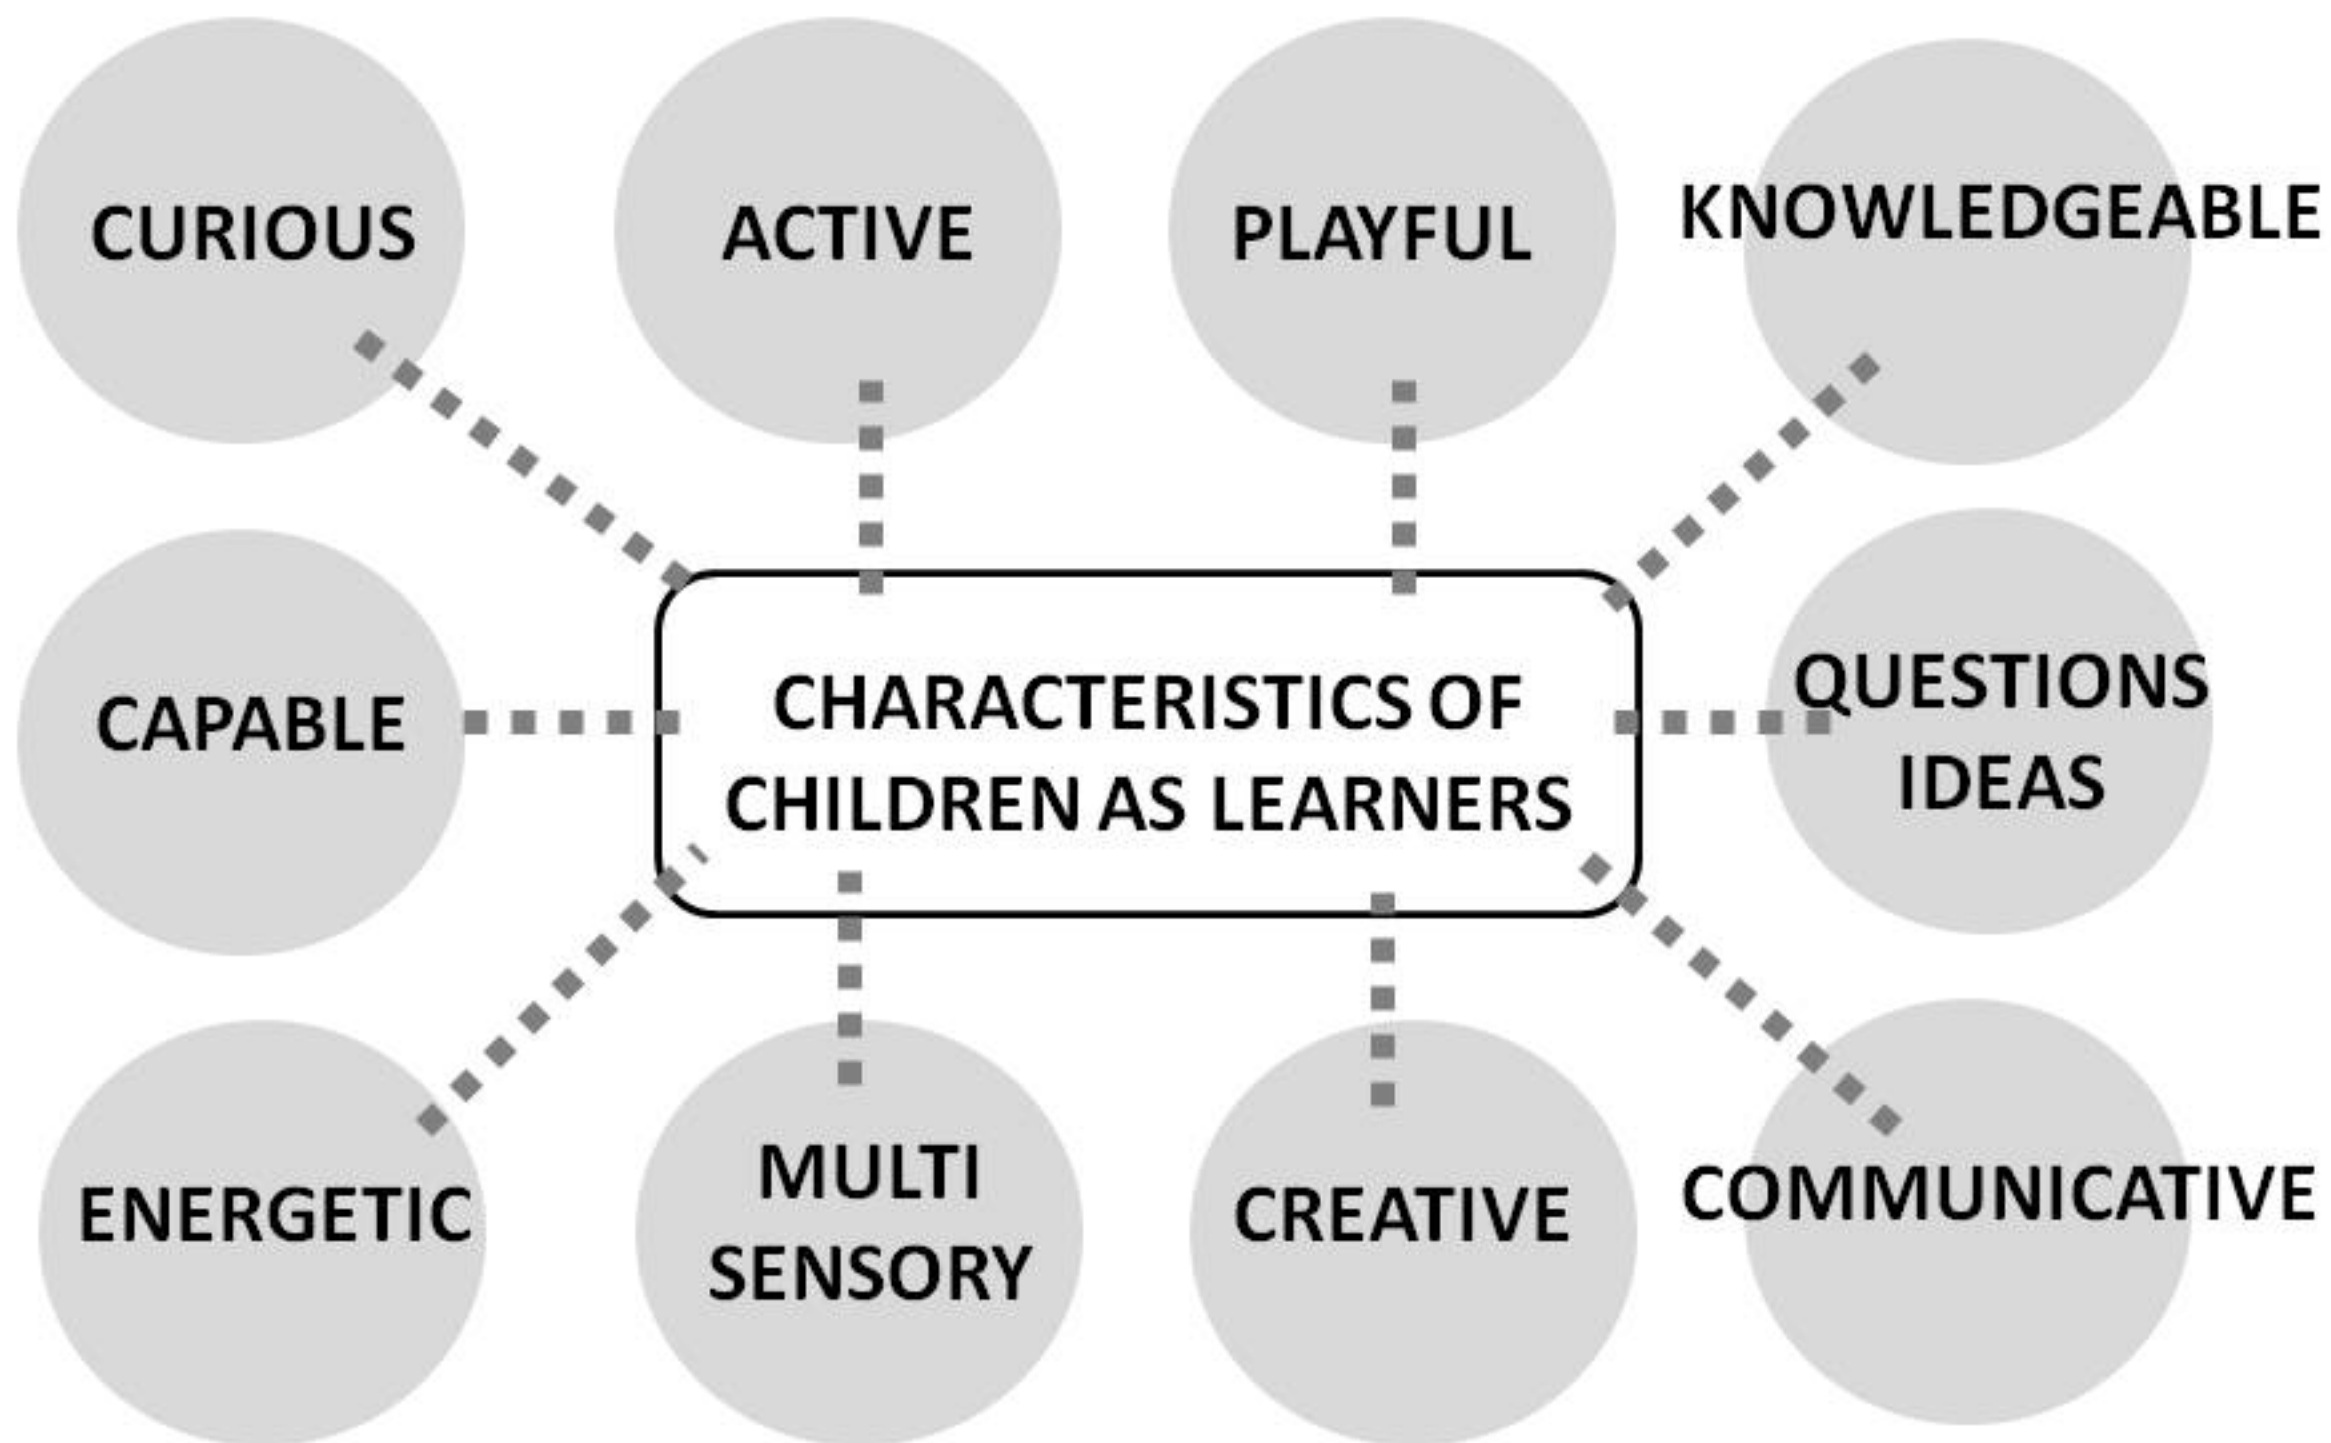 CURIOUS
ACTIVE
PLAYFUL
KNOWLEDGEABLE
CAPABLE
CHARACTERISTICS OF
CHILDREN AS LEARNERS
QUESTIONS
IDEAS
ENERGETIC
MULTI
SENSORY
CREATIVE
COMMUNICATIVE